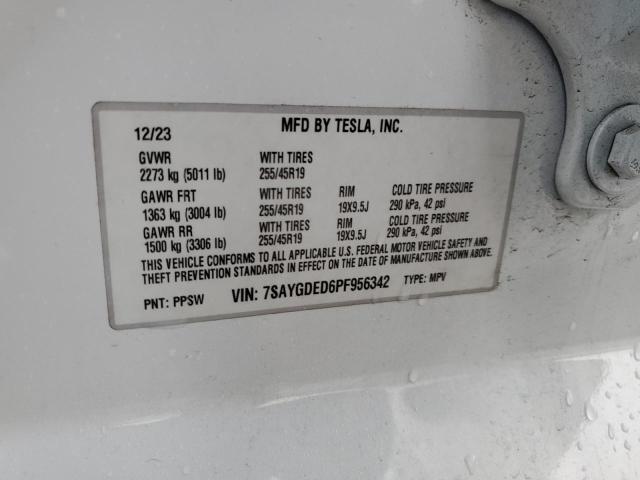 12/23 MFD BY TESLA, INC.
GVWR WITH TIRES
2273 kg (5011 lb) 255/45R19
GAWR FRT WITH TIRES RIM COLD TIRE PRESSURE
1363 kg (3004 lb) 255/45R19 19X9.5J 290 kPa, 42 psi
GAWR RR WITH TIRES RIM COLD TIRE PRESSURE
1500 kg (3306 lb) 255/45R19 19X9.5J 290 kPa, 42 psi
THIS VEHICLE CONFORMS TO ALL APPLICABLE U.S. FEDERAL MOTOR VEHICLE SAFETY AND
THEFT PREVENTION STANDARDS IN EFFECT ON THE DATE OF MANUFACTURE SHOWN ABOVE.
PNT: PPSW VIN: 7SAYGDED6PF956342 TYPE: MPV